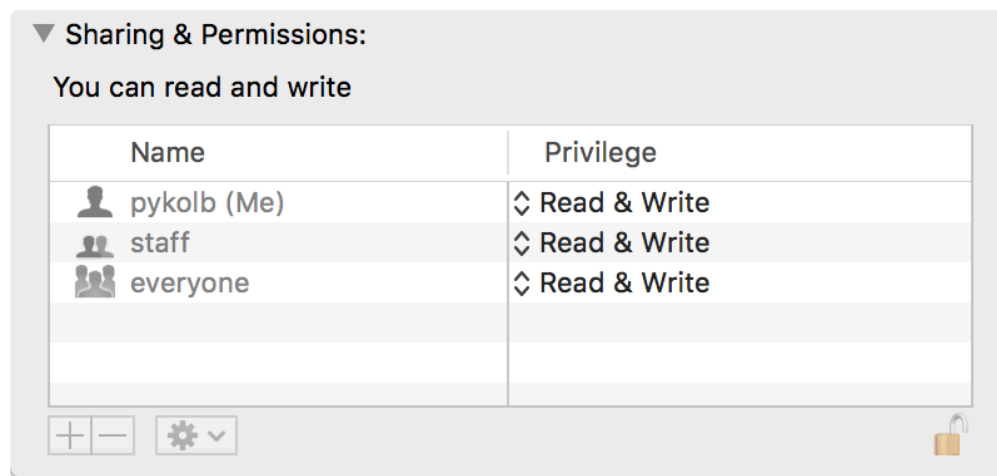 Sharing & Permissions:
You can read and write
Name Privilege
pykolb (Me) Read & Write
staff Read & Write
everyone Read & Write